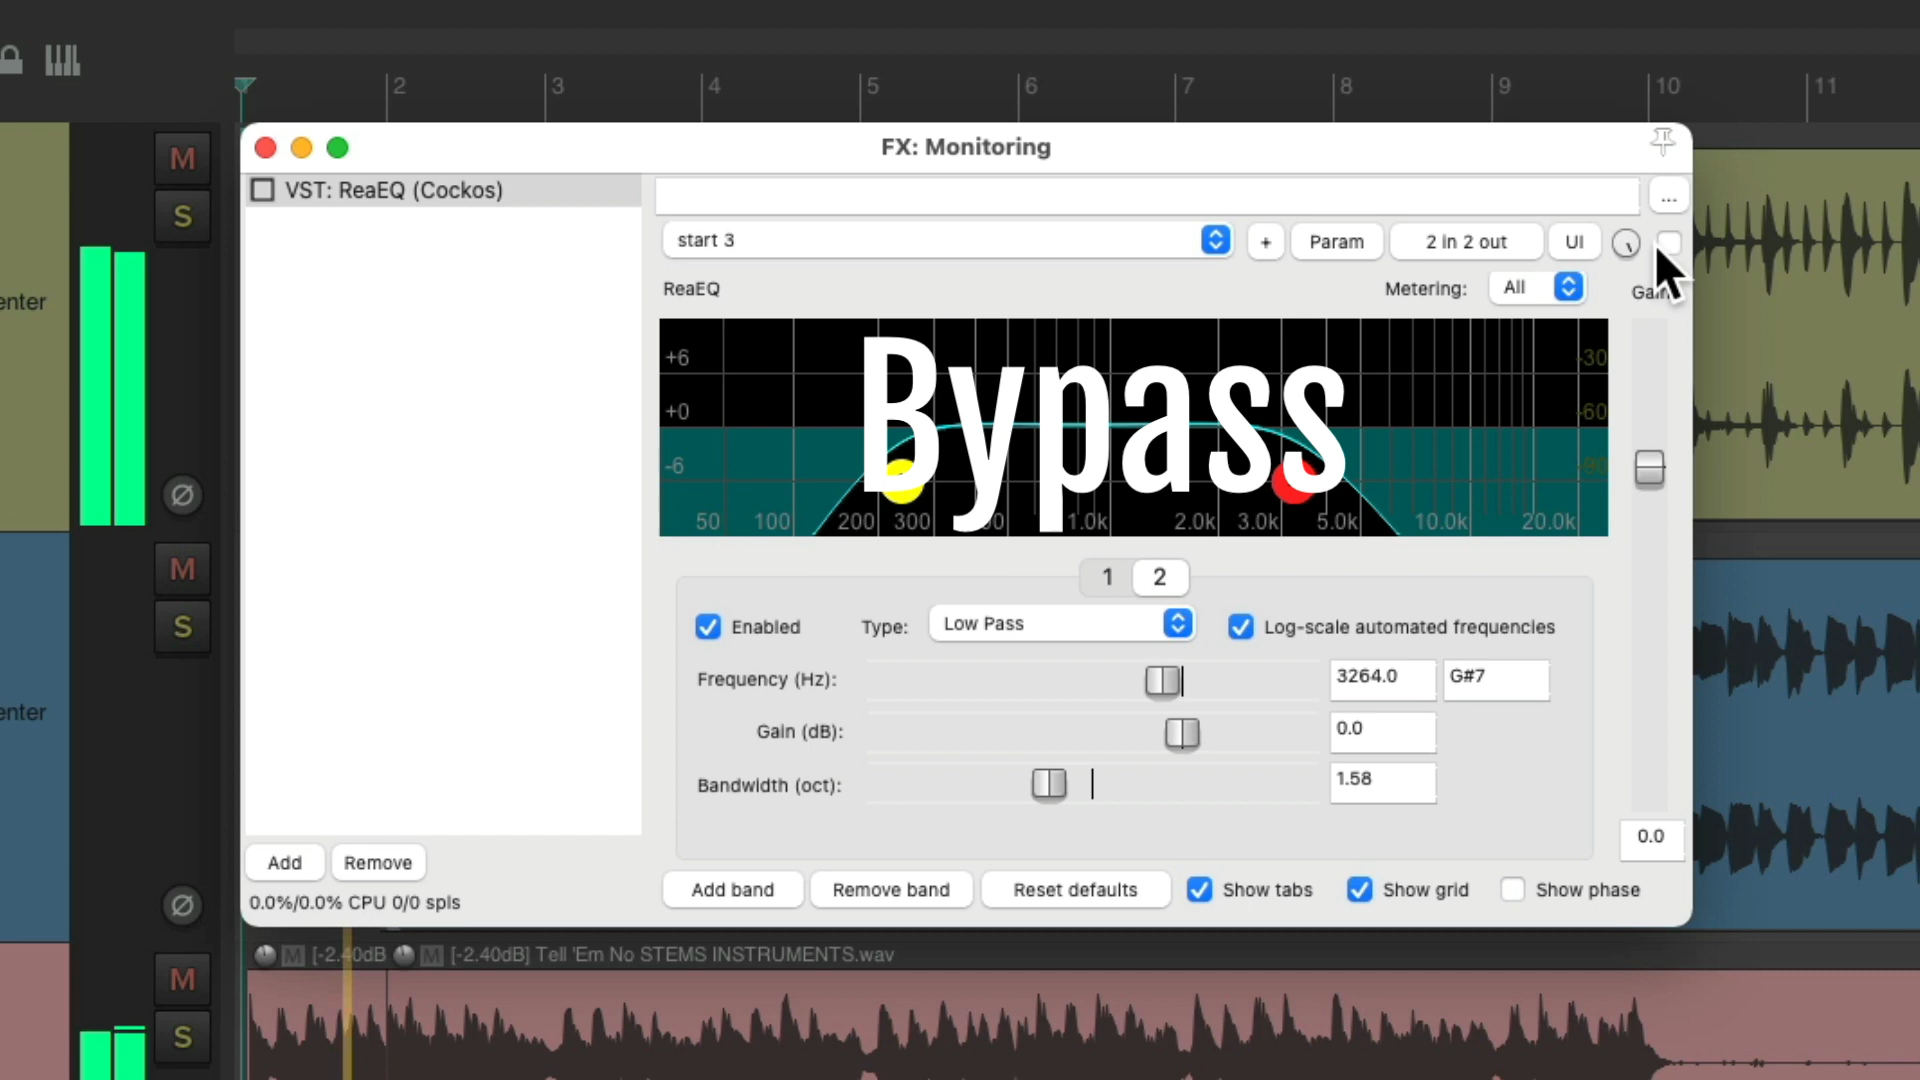 2 3 4 5 6 7 8 9 10 11
M
S
enter
M
S
enter
M
S
FX: Monitoring
VST: ReaEQ (Cockos)
...
start 3
+
Param
2 in 2 out
UI
ReaEQ
Metering:
All
+6
+0
-6
-30
-60
-90
50 100 200 300 1.0k 2.0k 3.0k 5.0k 10.0k 20.0k
Bypass
1 2
Enabled
Type:
Low Pass
Log-scale automated frequencies
Frequency (Hz):
3264.0
G#7
Gain (dB):
0.0
Bandwidth (oct):
1.58
0.0
Add
Remove
0.0%/0.0% CPU 0/0 spls
Add band
Remove band
Reset defaults
Show tabs
Show grid
Show phase
M [-2.40dB M [-2.40dB] Tell 'Em No STEMS INSTRUMENTS.wav